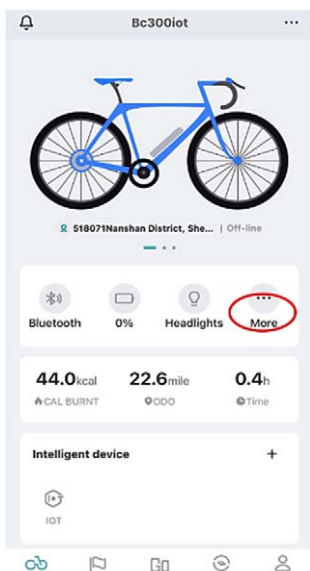 Bc300iot
518071Nanshan District, She... | Off-line
Bluetooth 0% Headlights More
44.0kcal 22.6mile 0.4h
CAL BURNT ODO Time
Intelligent device +
IOT
GO